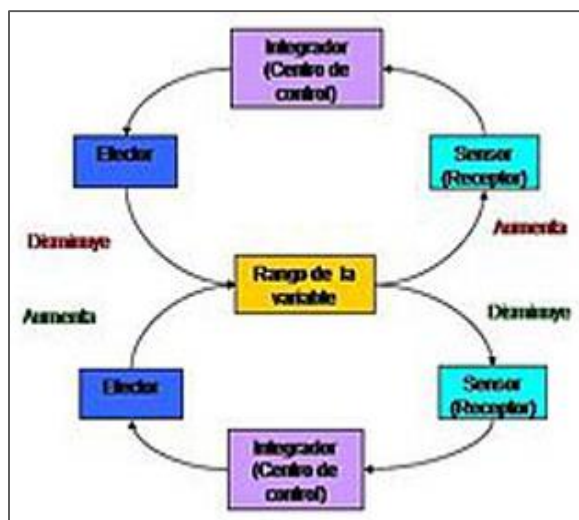 Integrador
(Centro de
control)
Efector
Sensor
(Receptor)
Disminuye
Aumenta
Rango de la
variable
Aumenta
Disminuye
Efector
Sensor
(Receptor)
Integrador
(Centro de
control)